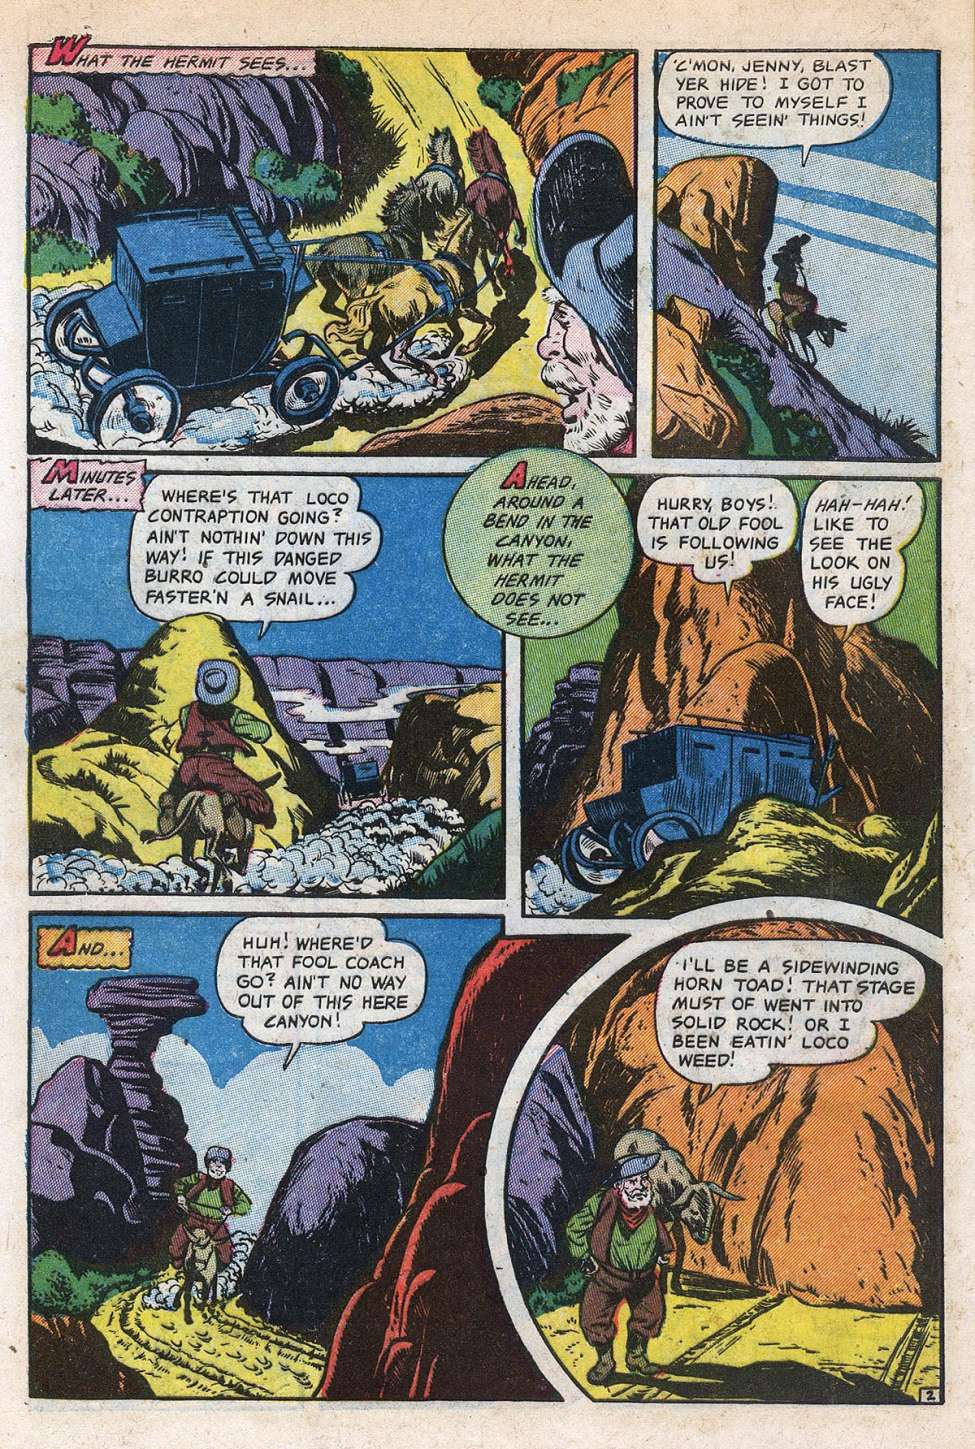 WHAT THE HERMIT SEES...
'C'MON, JENNY, BLAST
YER HIDE! I GOT TO
PROVE TO MYSELF I
AIN'T SEEIN' THINGS!
MINUTES
LATER...
WHERE'S THAT LOCO
CONTRAPTION GOING?
AIN'T NOTHIN' DOWN THIS
WAY! IF THIS DANGED
BURRO COULD MOVE
FASTER'N A SNAIL...
AHEAD,
AROUND A
BEND IN THE
CANYON,
WHAT THE
HERMIT
DOES NOT
SEE...
HURRY, BOYS!
THAT OLD FOOL
IS FOLLOWING
US!
HAH-HAH!
LIKE TO
SEE THE
LOOK ON
HIS UGLY
FACE!
AND...
HUH! WHERE'D
THAT FOOL COACH
GO? AIN'T NO WAY
OUT OF THIS HERE
CANYON!
I'LL BE A SIDEWINDING
HORN TOAD! THAT STAGE
MUST OF WENT INTO
SOLID ROCK! OR I
BEEN EATIN' LOCO
WEED!
2